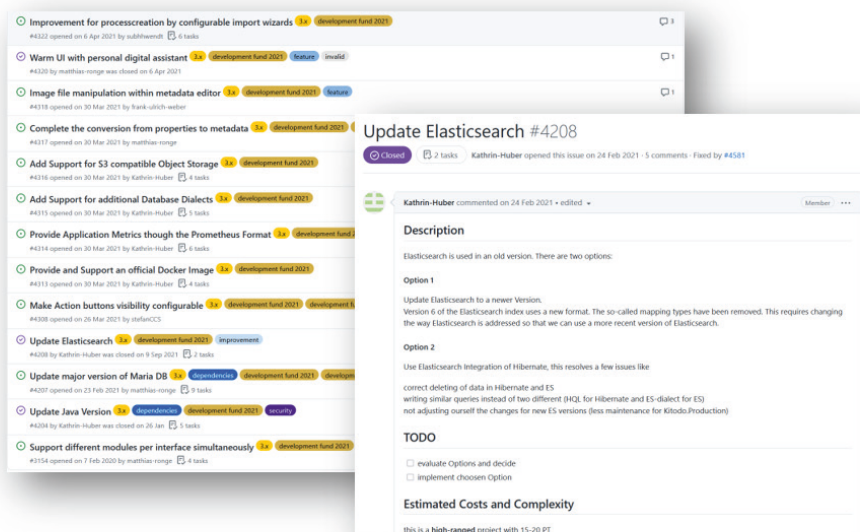 Improvement for processcreation by configurable import wizards 3.x development fund 2021 3
#4322 opened on 6 Apr 2021 by subhhwendt 6 tasks
Warm UI with personal digital assistant 3.x development fund 2021 feature invalid 1
#4320 by matthias-ronge was closed on 6 Apr 2021
Image file manipulation within metadata editor 3.x development fund 2021 feature 1
#4318 opened on 30 Mar 2021 by frank-ulrich-weber
Complete the conversion from properties to metadata 3.x development fund 2021
#4317 opened on 30 Mar 2021 by matthias-ronge
Add Support for S3 compatible Object Storage 3.x development fund 2021
#4316 opened on 30 Mar 2021 by Kathrin-Huber 4 tasks
Add Support for additional Database Dialects 3.x development fund 2021
#4315 opened on 30 Mar 2021 by Kathrin-Huber 5 tasks
Provide Application Metrics though the Prometheus Format 3.x development fund 2
#4314 opened on 30 Mar 2021 by Kathrin-Huber 6 tasks
Provide and Support an official Docker Image 3.x development fund 2021
#4313 opened on 30 Mar 2021 by Kathrin-Huber 4 tasks
Make Action buttons visibility configurable 3.x development fund 2021 development f
#4308 opened on 26 Mar 2021 by stefanCCS
Update Elasticsearch 3.x development fund 2021 improvement
#4208 by Kathrin-Huber was closed on 9 Sep 2021 2 tasks
Update major version of Maria DB 3.x dependencies development fund 2021 developm
#4207 opened on 23 Feb 2021 by matthias-ronge 9 tasks
Update Java Version 3.x dependencies development fund 2021 security
#4204 by Kathrin-Huber was closed on 26 Jan 5 tasks
Support different modules per interface simultaneously 3.x development fund 2021
#3154 opened on 7 Feb 2020 by matthias-ronge 4 tasks
Update Elasticsearch #4208
Closed 2 tasks Kathrin-Huber opened this issue on 24 Feb 2021 · 5 comments · Fixed by #4581
Kathrin-Huber commented on 24 Feb 2021 • edited Member
Description
Elasticsearch is used in an old version. There are two options:
Option 1
Update Elasticsearch to a newer Version.
Version 6 of the Elasticsearch index uses a new format. The so-called mapping types have been removed. This requires changing
the way Elasticsearch is addressed so that we can use a more recent version of Elasticsearch.
Option 2
Use Elasticsearch Integration of Hibernate, this resolves a few issues like
correct deleting of data in Hibernate and ES
writing similar queries instead of two different (HQL for Hibernate and ES-dialect for ES)
not adjusting ourself the changes for new ES versions (less maintenance for Kitodo.Production)
TODO
evaluate Options and decide
implement choosen Option
Estimated Costs and Complexity
this is a high-ranged project with 15-20 PT